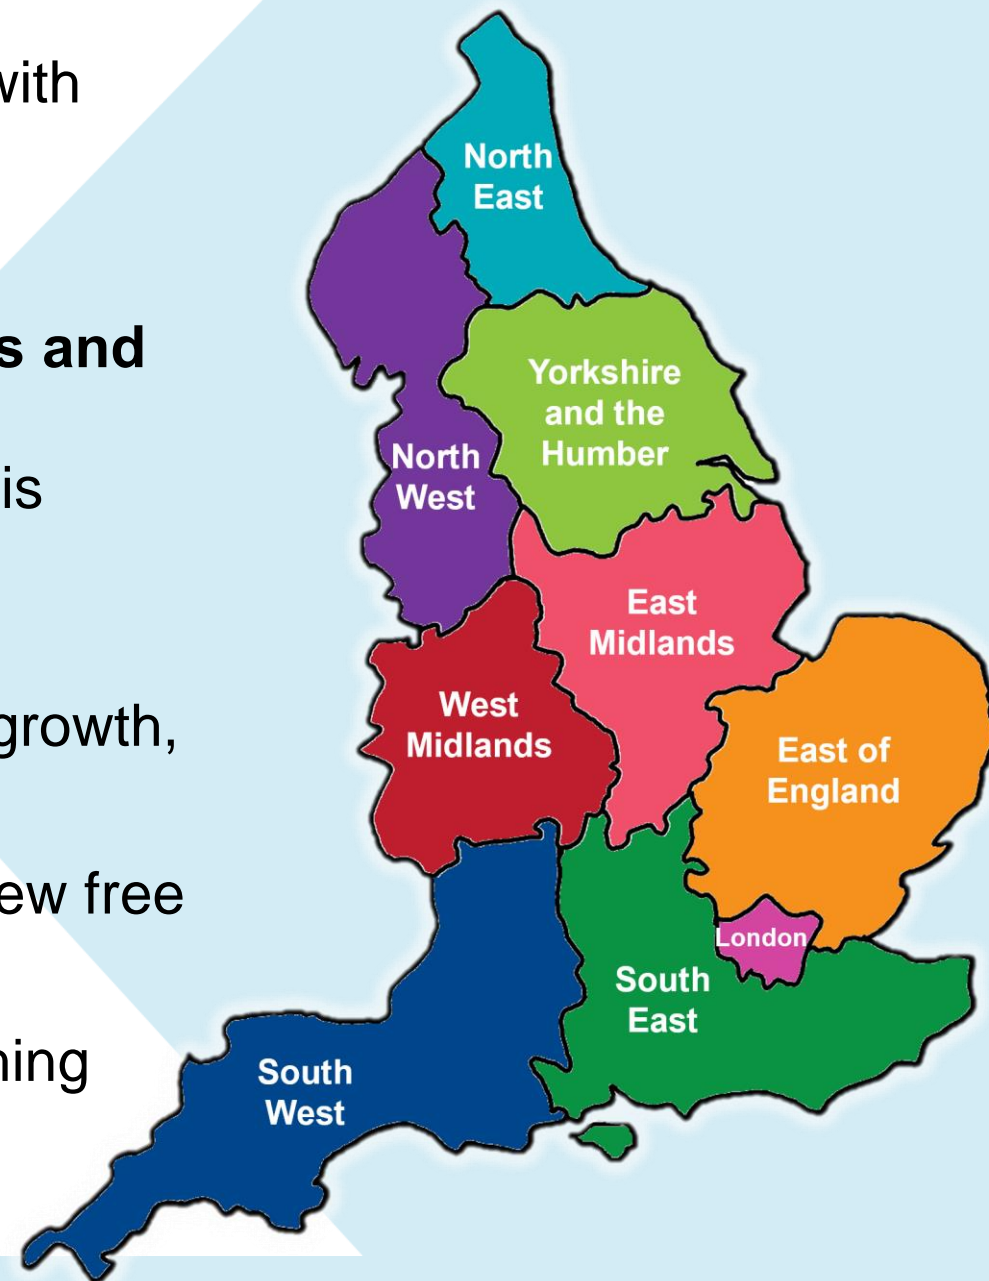 with
s and
is
growth,
ew free
ning
North
East
Yorkshire
and the
Humber
North
West
East
Midlands
West
Midlands
East of
England
London
South
East
South
West